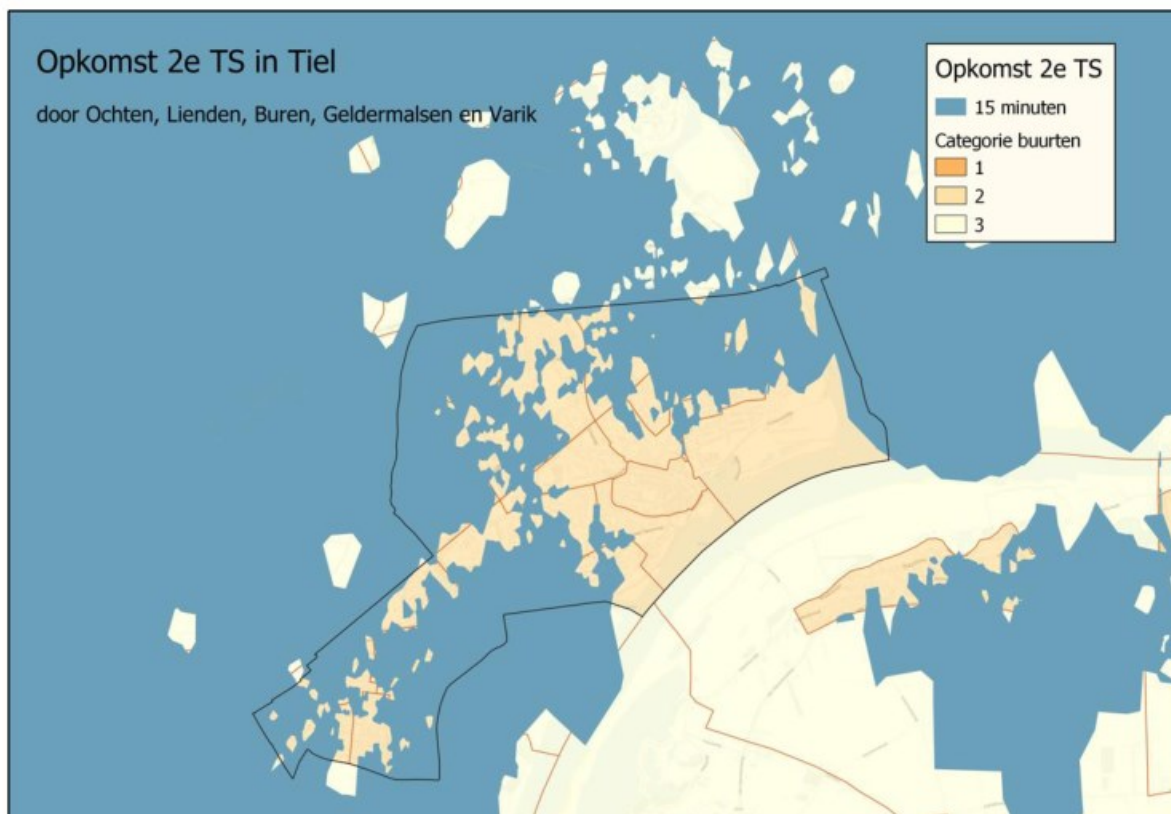 Opkomst 2e TS in Tiel
door Ochten, Lienden, Buren, Geldermalsen en Varik
Opkomst 2e TS
15 minuten
Categorie buurten
1
2
3